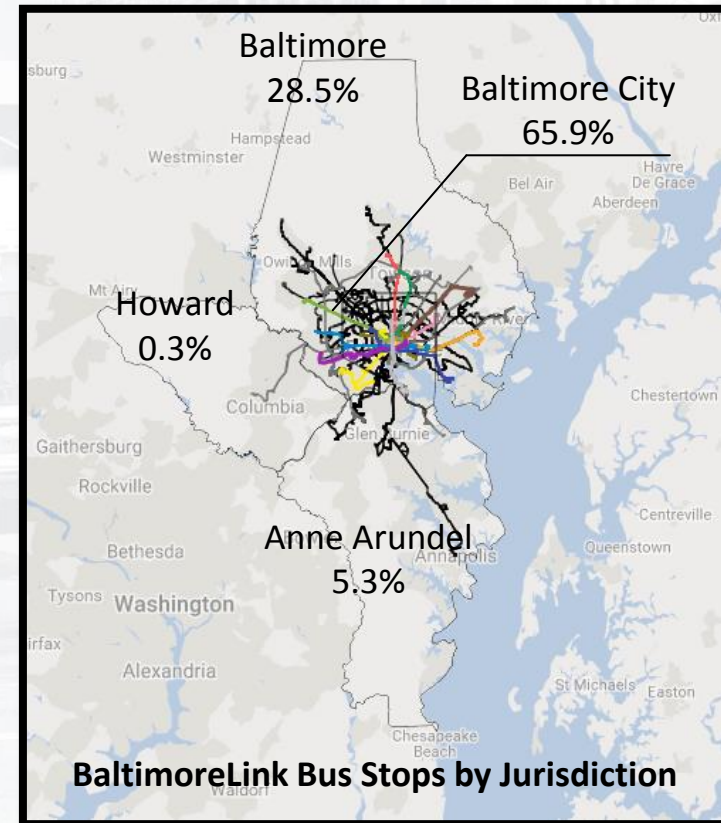 Baltimore
28.5%
Baltimore City
65.9%
Hampstead
Westminster
Bel Air
Havre
De Grace
Aberdeen
Mt Airy
Howard
0.3%
Columbia
Glen Burnie
Chestertown
Gaithersburg
Rockville
Anne Arundel
5.3%
Annapolis
Centreville
Queenstown
Bethesda
Tysons
Washington
Alexandria
St Michaels
Easton
Chesapeake
Beach
BaltimoreLink Bus Stops by Jurisdiction
Waldorf